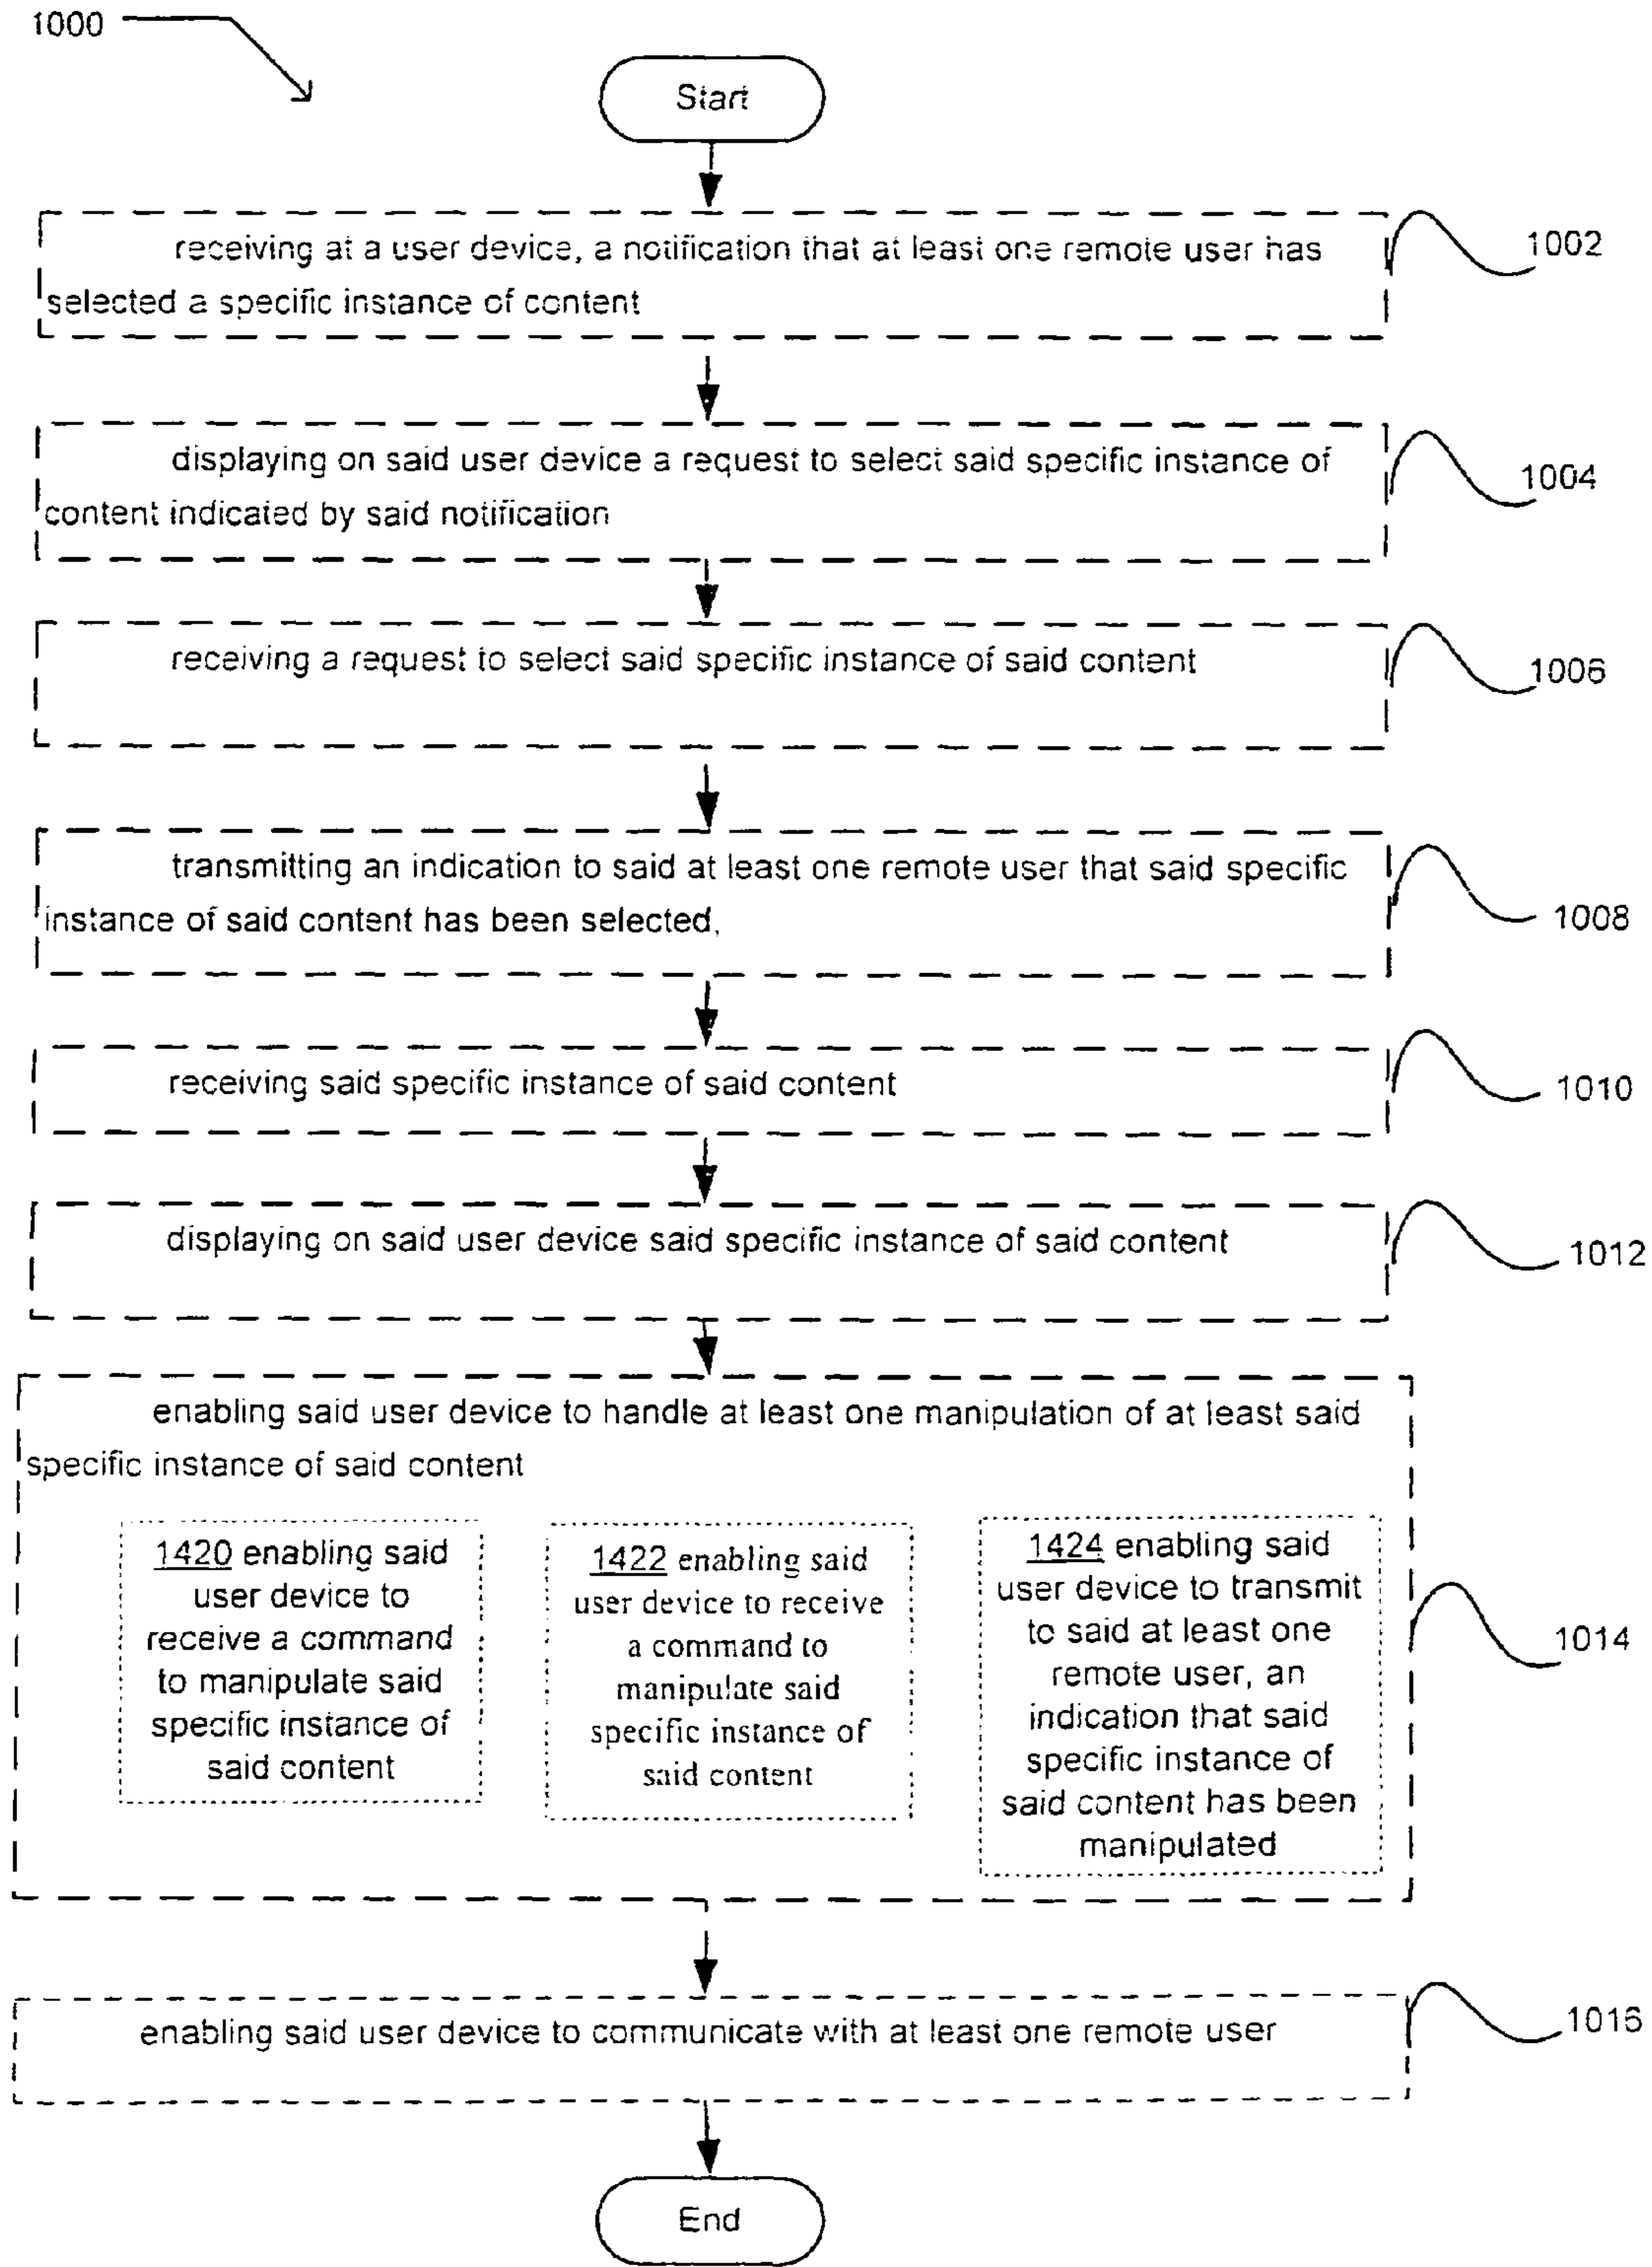 1000
Start
receiving at a user device, a notification that at least one remote user has
selected a specific instance of content
1002
displaying on said user device a request to select said specific instance of
content indicated by said notification
1004
receiving a request to select said specific instance of said content
1006
transmitting an indication to said at least one remote user that said specific
instance of said content has been selected,
1008
receiving said specific instance of said content
1010
displaying on said user device said specific instance of said content
1012
enabling said user device to handle at least one manipulation of at least said
specific instance of said content
1420 enabling said
user device to
receive a command
to manipulate said
specific instance of
said content
1422 enabling said
user device to receive
a command to
manipulate said
specific instance of
said content
1424 enabling said
user device to transmit
to said at least one
remote user, an
indication that said
specific instance of
said content has been
manipulated
1014
enabling said user device to communicate with at least one remote user
1016
End